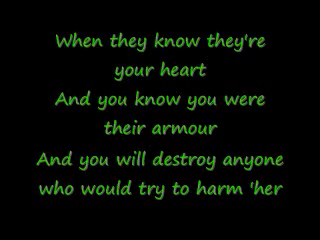 When they know they're
your heart
And you know you were
their armour
And you will destroy anyone
who would try to harm 'her